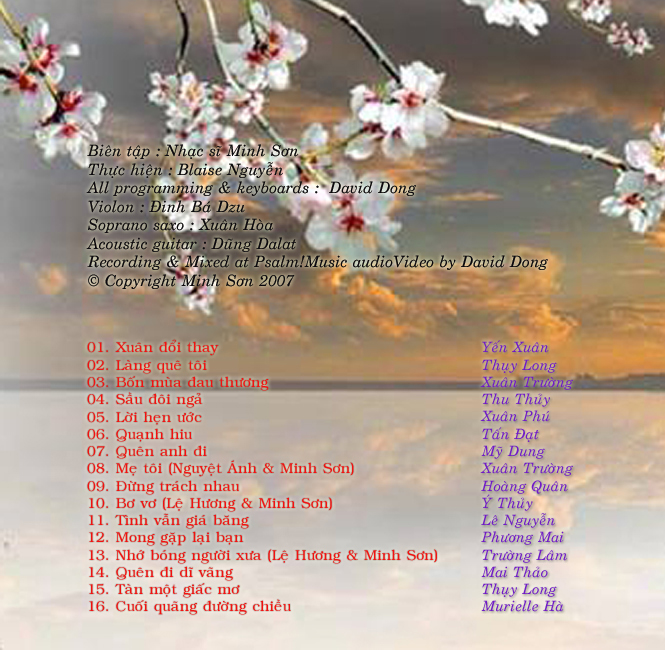 Biên tập : Nhạc sĩ Minh Sơn
Thực hiện : Blaise Nguyễn
All programming & keyboards : David Dong
Violon : Đinh Bá Dzu
Soprano saxo : Xuân Hòa
Acoustic guitar : Dũng Dalat
Recording & Mixed at Psalm!Music audioVideo by David Dong
© Copyright Minh Sơn 2007
01. Xuân đổi thay Yến Xuân
02. Làng quê tôi Thụy Long
03. Bốn mùa đau thương Xuân Trường
04. Sầu đôi ngả Thu Thủy
05. Lời hẹn ước Xuân Phú
06. Quạnh hiu Tấn Đạt
07. Quên anh đi Mỹ Dung
08. Mẹ tôi (Nguyệt Ánh & Minh Sơn) Xuân Trường
09. Đừng trách nhau Hoàng Quân
10. Bơ vơ (Lệ Hương & Minh Sơn) Ý Thủy
11. Tình vẫn giá băng Lê Nguyễn
12. Mong gặp lại bạn Phương Mai
13. Nhớ bóng người xưa (Lệ Hương & Minh Sơn) Trường Lâm
14. Quên đi dĩ vãng Mai Thảo
15. Tàn một giấc mơ Thụy Long
16. Cuối quãng đường chiều Murielle Hà